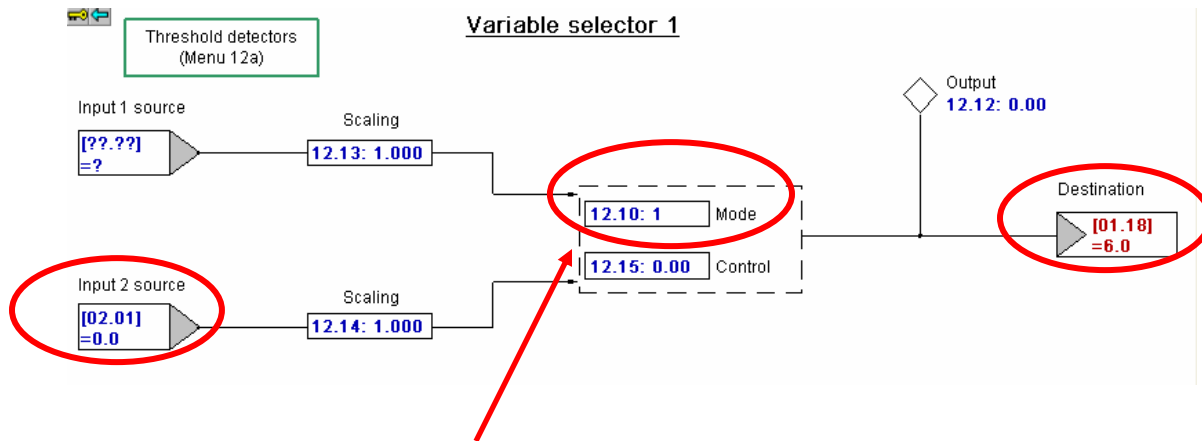 Variable selector 1
Threshold detectors
(Menu 12a)
Input 1 source
[??.??]
=?
Scaling
12.13: 1.000
12.10: 1 Mode
12.15: 0.00 Control
Output
12.12: 0.00
Destination
[01.18]
=6.0
Input 2 source
[02.01]
=0.0
Scaling
12.14: 1.000